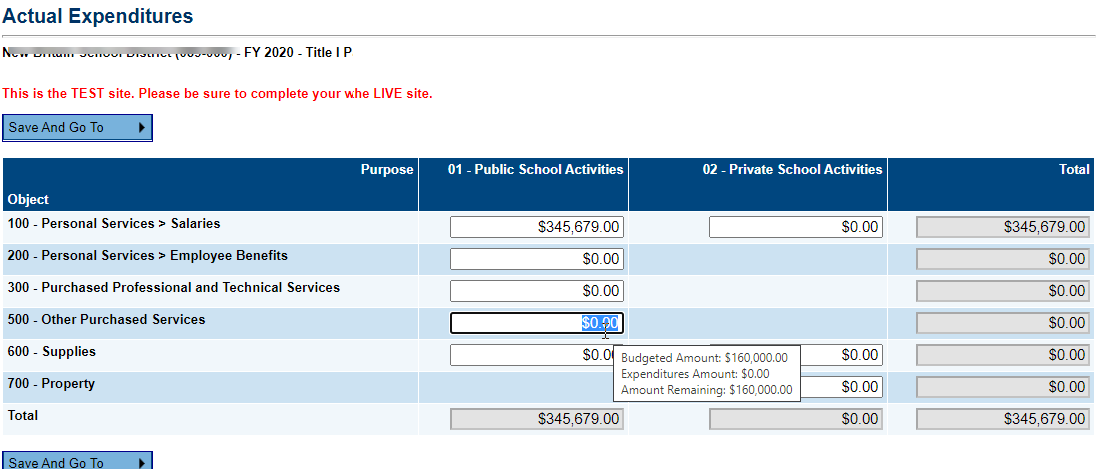 Actual Expenditures
- FY 2020 - Title I P
This is the TEST site. Please be sure to complete your whe LIVE site.
Save And Go To
Purpose 01 - Public School Activities 02 - Private School Activities Total
Object
100 - Personal Services > Salaries $345,679.00 $0.00 $345,679.00
200 - Personal Services > Employee Benefits $0.00 $0.00
300 - Purchased Professional and Technical Services $0.00 $0.00
500 - Other Purchased Services $0.00 $0.00
600 - Supplies $0.00 $0.00 $0.00
Budgeted Amount: $160,000.00
Expenditures Amount: $0.00
Amount Remaining: $160,000.00
700 - Property $0.00 $0.00
Total $345,679.00 $0.00 $345,679.00
Save And Go To